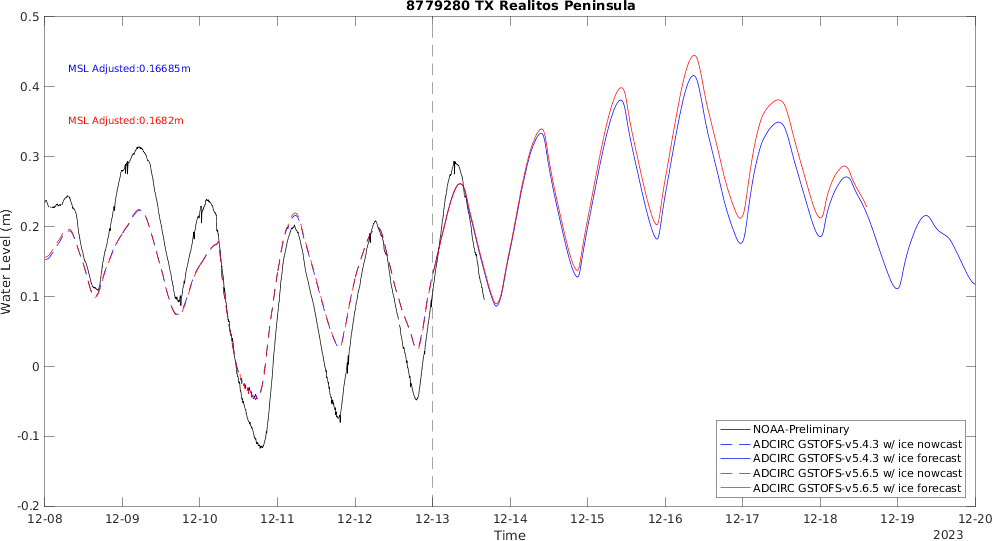 8779280 TX Realitos Peninsula
MSL Adjusted:0.16685m
MSL Adjusted:0.1682m
Water Level (m)
0.5
0.4
0.3
0.2
0.1
0
-0.1
-0.2
NOAA-Preliminary
ADCIRC GSTOFS-v5.4.3 w/ ice nowcast
ADCIRC GSTOFS-v5.4.3 w/ ice forecast
ADCIRC GSTOFS-v5.6.5 w/ ice nowcast
ADCIRC GSTOFS-v5.6.5 w/ ice forecast
12-08 12-09 12-10 12-11 12-12 12-13 12-14 12-15 12-16 12-17 12-18 12-19 12-20
Time
2023